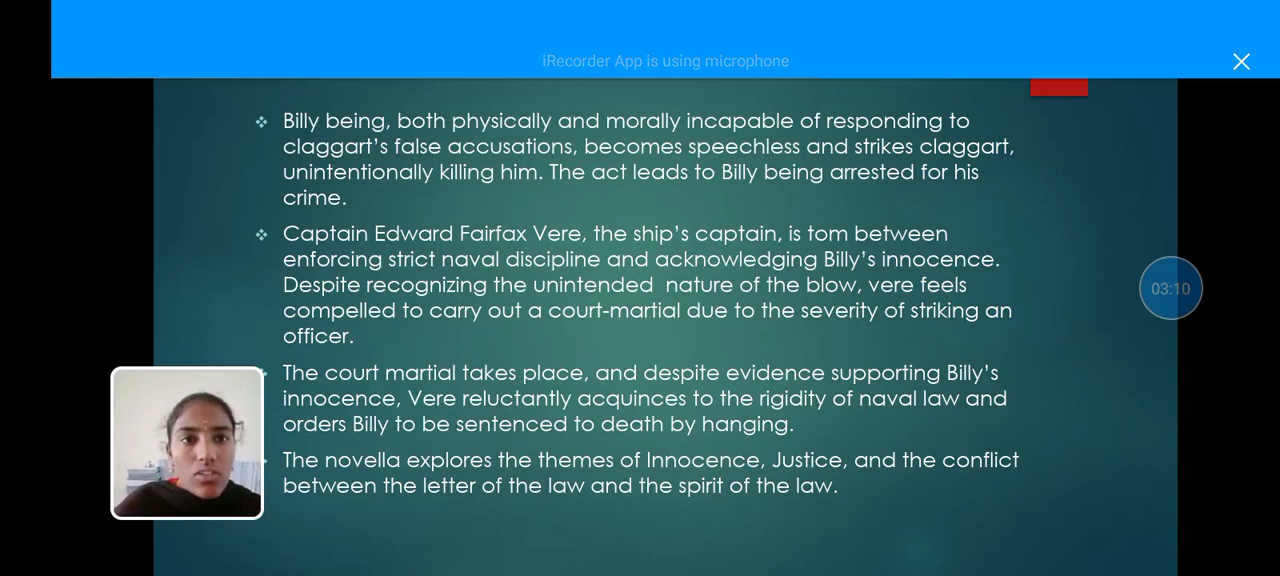 iRecorder App is using microphone
Billy being, both physically and morally incapable of responding to
claggart's false accusations, becomes speechless and strikes claggart,
unintentionally killing him. The act leads to Billy being arrested for his
crime.
Captain Edward Fairfax Vere, the ship's captain, is tom between
enforcing strict naval discipline and acknowledging Billy's innocence.
Despite recognizing the unintended nature of the blow, vere feels
compelled to carry out a court-martial due to the severity of striking an
officer.
03:10
The court martial takes place, and despite evidence supporting Billy's
innocence, Vere reluctantly acquinces to the rigidity of naval law and
orders Billy to be sentenced to death by hanging.
The novella explores the themes of Innocence, Justice, and the conflict
between the letter of the law and the spirit of the law.